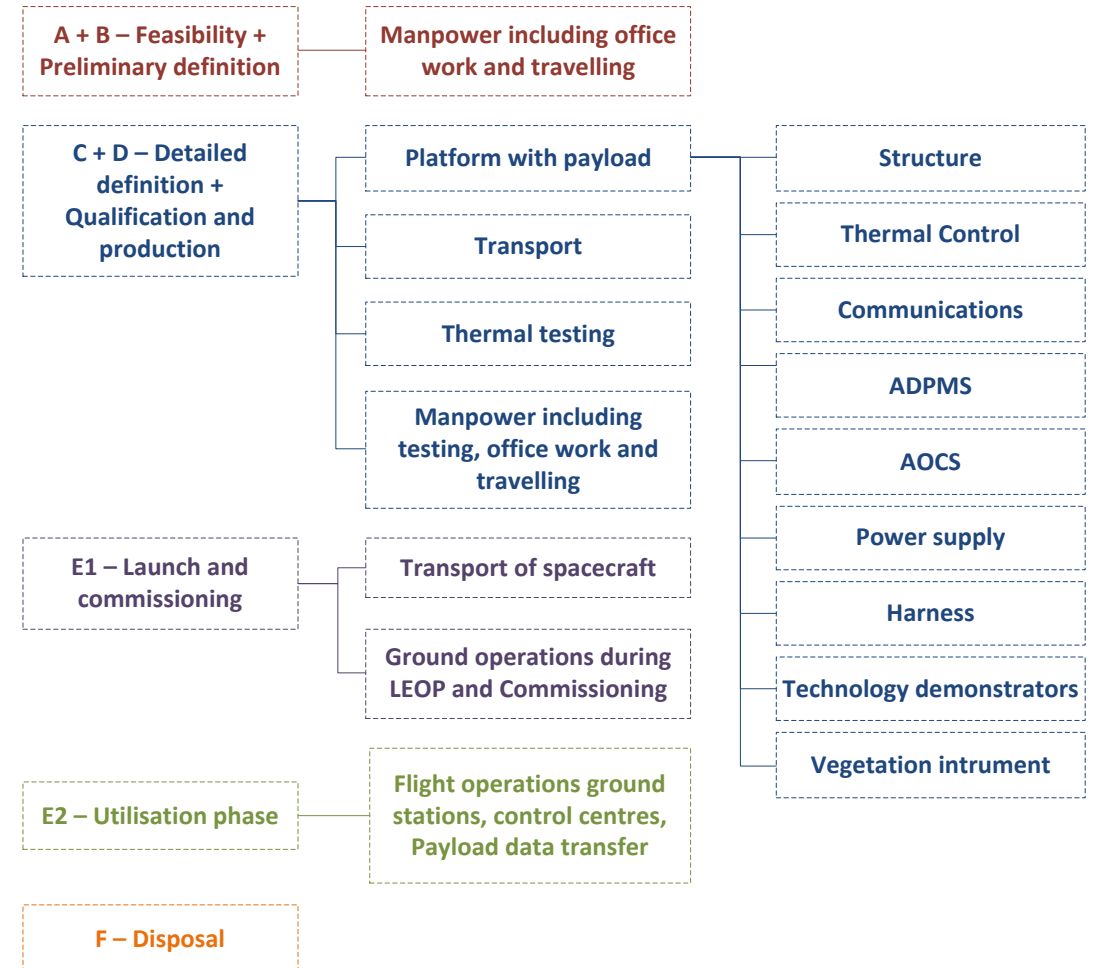 A + B – Feasibility +
Preliminary definition
Manpower including office
work and travelling
C + D – Detailed
definition +
Qualification and
production
Platform with payload
Transport
Thermal testing
Manpower including
testing, office work and
travelling
Structure
Thermal Control
Communications
ADPMS
AOCS
Power supply
Harness
Technology demonstrators
Vegetation intrument
E1 – Launch and
commissioning
Transport of spacecraft
Ground operations during
LEOP and Commissioning
E2 – Utilisation phase
Flight operations ground
stations, control centres,
Payload data transfer
F – Disposal